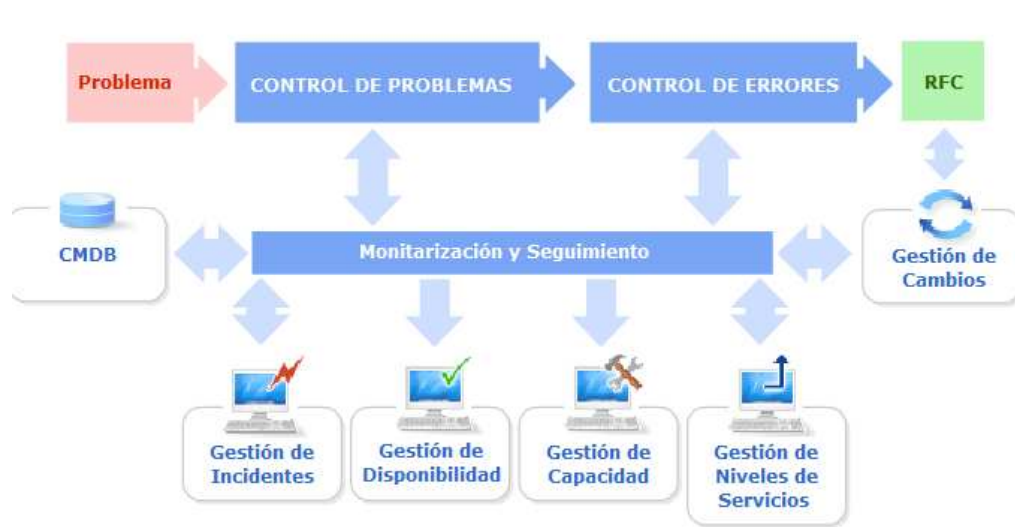 Problema
CONTROL DE PROBLEMAS
CONTROL DE ERRORES
RFC
CMDB
Monitarización y Seguimiento
Gestión de
Cambios
Gestión de
Incidentes
Gestión de
Disponibilidad
Gestión de
Capacidad
Gestión de
Niveles de
Servicios